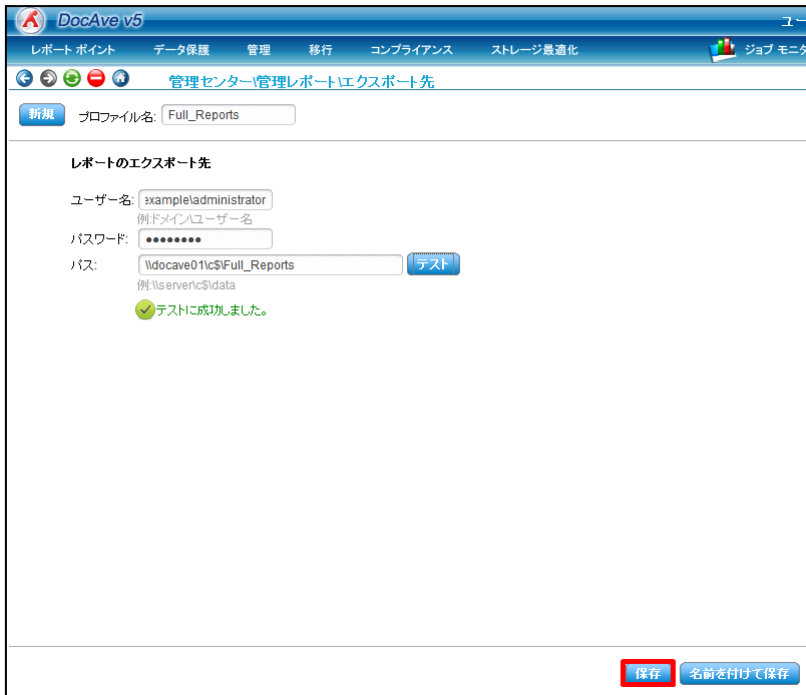 DocAve v5 ユー
レポート ポイント データ保護 管理 移行 コンプライアンス ストレージ最適化 ジョブ モニタ
管理センター\管理レポート\エクスポート先
新規 プロファイル名: Full_Reports
レポートのエクスポート先
ユーザー名: example\administrator
例:ドメイン\ユーザー名
パスワード: ••••••••
パス: \\docave01\c$\Full_Reports テスト
例:\\server\c$\data
テストに成功しました。
保存 名前を付けて保存